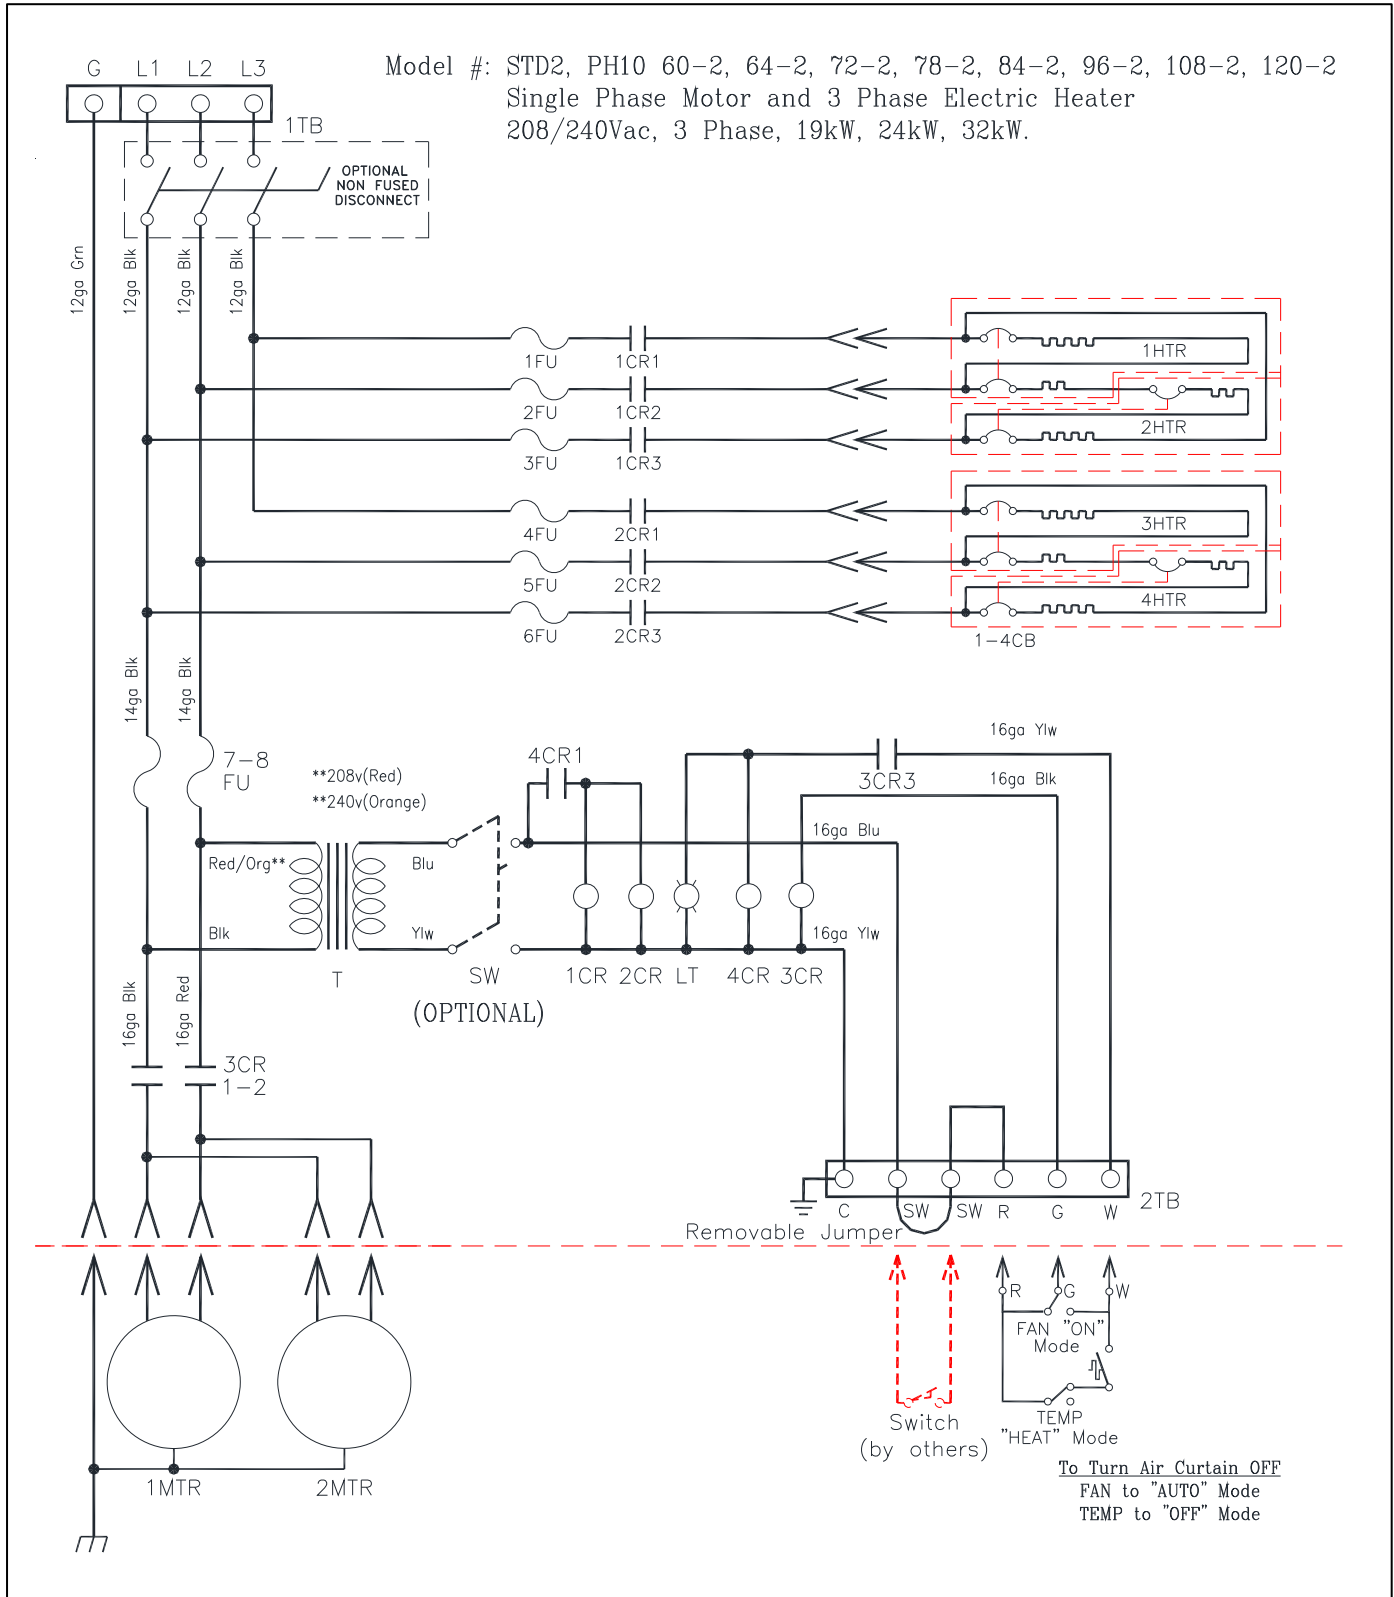 Model #: STD2, PH10 60-2, 64-2, 72-2, 78-2, 84-2, 96-2, 108-2, 120-2
Single Phase Motor and 3 Phase Electric Heater
208/240Vac, 3 Phase, 19kW, 24kW, 32kW.
G L1 L2 L3
1TB
OPTIONAL
NON FUSED
DISCONNECT
12ga Grn
12ga Blk
12ga Blk
12ga Blk
1FU 1CR1 1HTR
2FU 1CR2 2HTR
3FU 1CR3
4FU 2CR1 3HTR
5FU 2CR2 4HTR
6FU 2CR3 1-4CB
14ga Blk
14ga Blk
7-8
FU
**208v(Red)
**240v(Orange)
4CR1
3CR3
16ga Ylw
16ga Blk
16ga Blu
Red/Org**
Blu
Blk
Ylw
16ga Ylw
T
SW
(OPTIONAL)
1CR 2CR LT 4CR 3CR
16ga Blk
16ga Red
3CR
1-2
C SW SW R G W
2TB
Removable Jumper
R G W
FAN "ON"
Mode
TEMP
"HEAT" Mode
Switch
(by others)
1MTR 2MTR
To Turn Air Curtain OFF
FAN to "AUTO" Mode
TEMP to "OFF" Mode